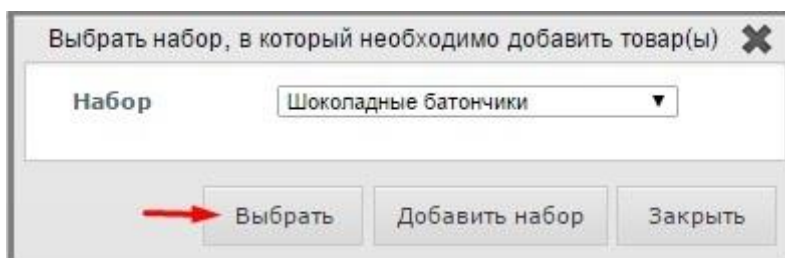 Выбрать набор, в который необходимо добавить товар(ы)
Набор Шоколадные батончики
Выбрать Добавить набор Закрыть